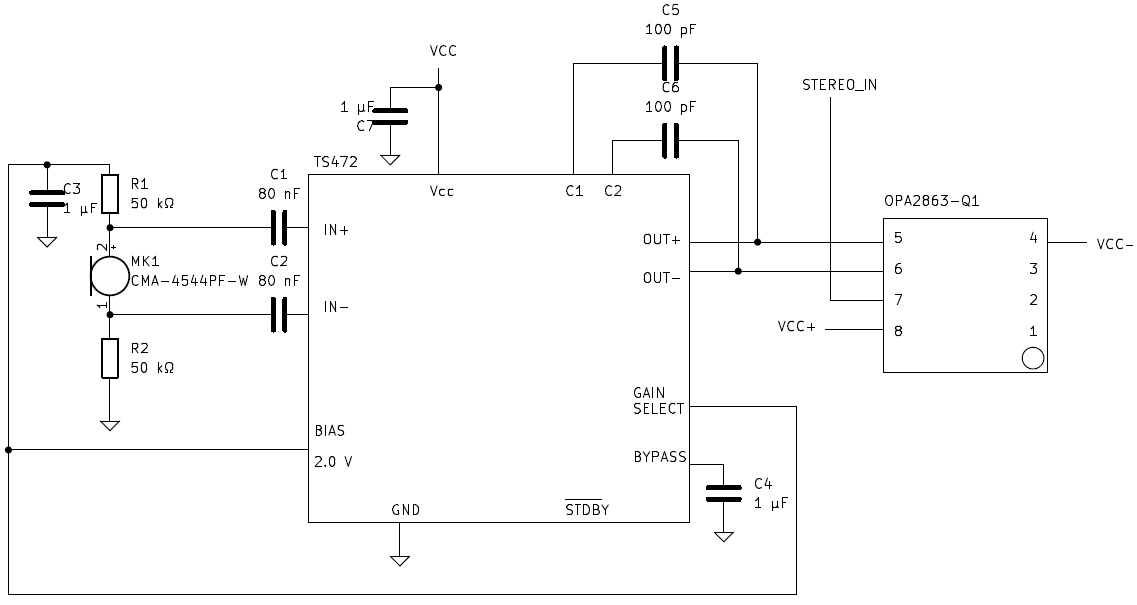 C5
100 pF
VCC
C6
100 pF
STEREO_IN
1 µF
C7
TS472
C1
80 nF
Vcc
C1
C2
C3
1 µF
R1
50 kΩ
OPA2863-Q1
IN+
OUT+
5
4
VCC-
2
+
MK1
CMA-4544PF-W
C2
80 nF
OUT-
6
3
1
IN-
7
2
VCC+
8
1
R2
50 kΩ
GAIN
SELECT
BIAS
2.0 V
BYPASS
C4
1 µF
GND
STDBY